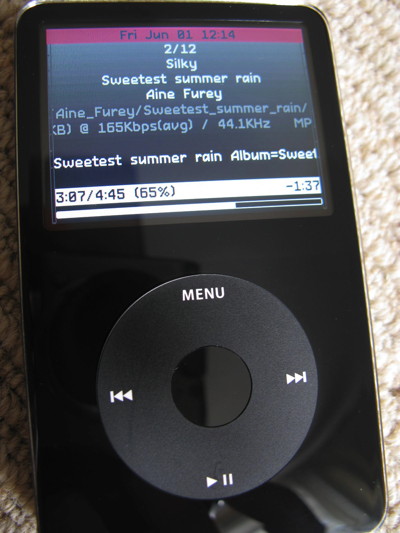 Fri Jun 01 12:14
2/12
Silky
Sweetest summer rain
Aine Furey
Aine_Furey/Sweetest_summer_rain/
KB) @ 165Kbps(avg) / 44.1KHz MP
Sweetest summer rain Album=Sweet
3:07/4:45 (65%) -1:37
MENU